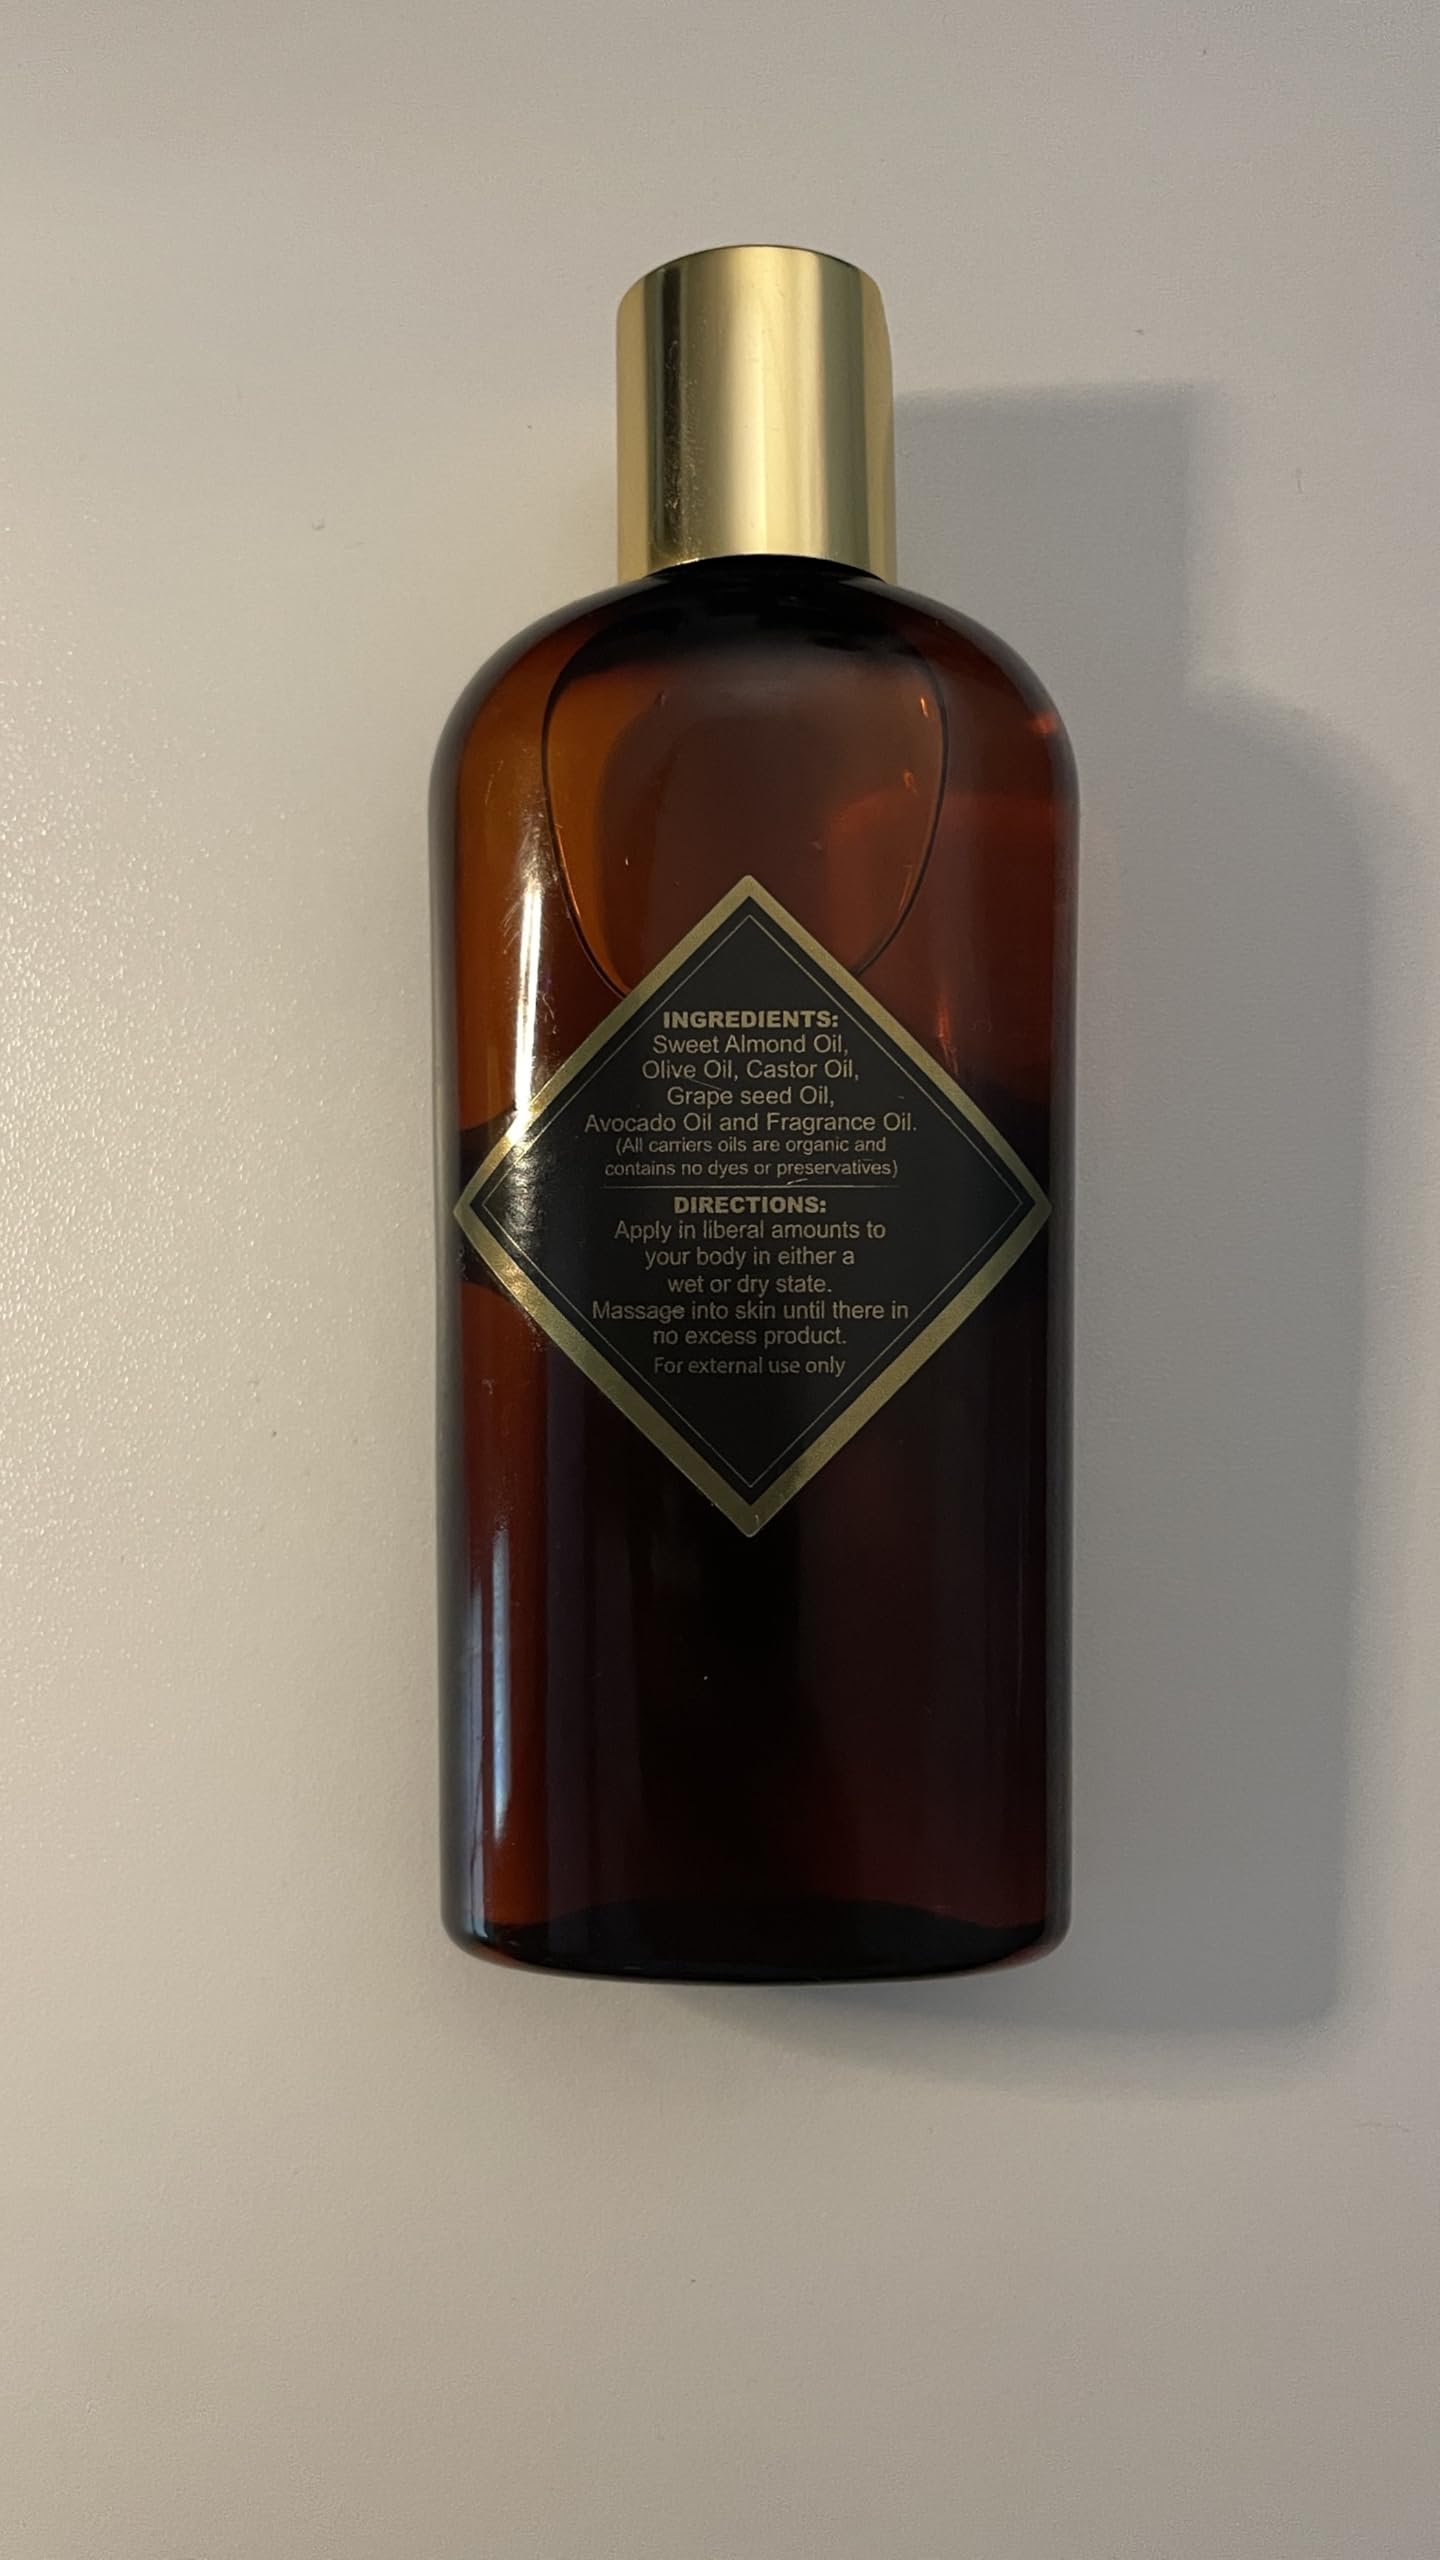 INGREDIENTS:
Sweet Almond Oil,
Olive Oil, Castor Oil,
Grape seed Oil,
Avocado Oil and Fragrance Oil.
(All carriers oils are organic and
contains no dyes or preservatives)
DIRECTIONS:
Apply in liberal amounts to
your body in either a
wet or dry state.
Massage into skin until there in
no excess product.
For external use only